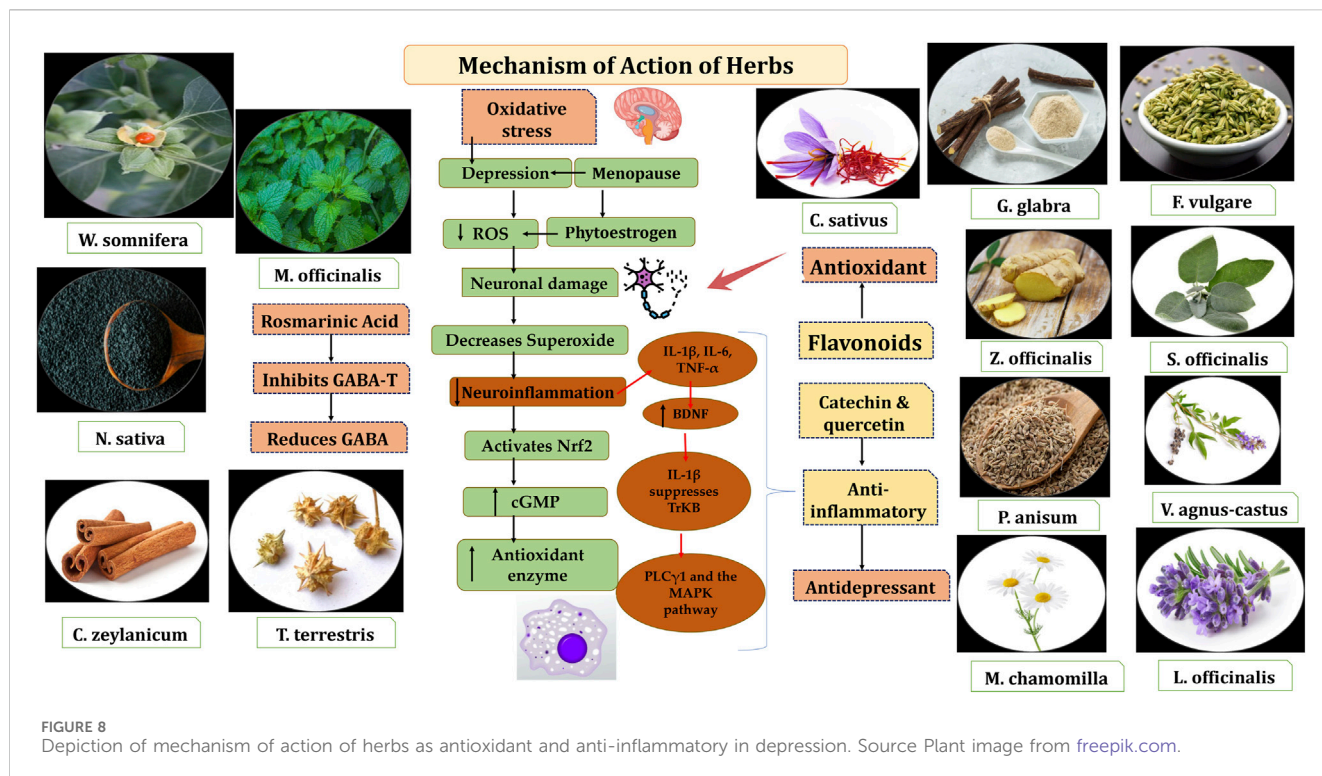 Mechanism of Action of Herbs
W. somnifera
M. officinalis
N. sativa
Rosmarinic Acid
Inhibits GABA-T
Reduces GABA
C. zeylanicum
T. terrestris
Oxidative
stress
Depression
Menopause
↓ ROS
Phytoestrogen
Neuronal damage
Decreases Superoxide
↓ Neuroinflammation
Activates Nrf2
↑ cGMP
↑ Antioxidant
enzyme
IL-1β, IL-6,
TNF-α
↑ BDNF
IL-1β
suppresses
TrKB
PLCγ1 and the
MAPK
pathway
C. sativus
Antioxidant
Flavonoids
Catechin &
quercetin
Anti-
inflammatory
Antidepressant
G. glabra
F. vulgare
Z. officinalis
S. officinalis
P. anisum
V. agnus-castus
M. chamomilla
L. officinalis
FIGURE 8
Depiction of mechanism of action of herbs as antioxidant and anti-inflammatory in depression. Source Plant image from freepik.com.